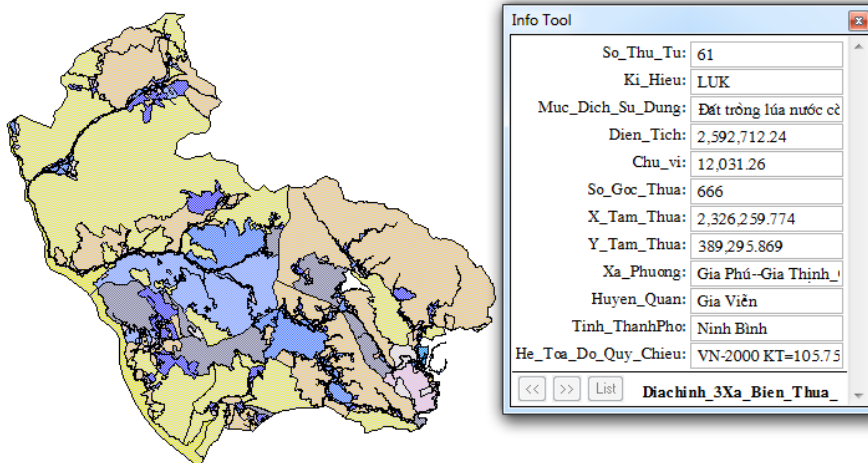 Info Tool
So_Thu_Tu: 61
Ki_Hieu: LUK
Muc_Dich_Su_Dung: Đất trồng lúa nước cò
Dien_Tich: 2,592,712.24
Chu_vi: 12,031.26
So_Goc_Thua: 666
X_Tam_Thua: 2,326,259.774
Y_Tam_Thua: 389,295.869
Xa_Phuong: Gia Phú--Gia Thịnh_
Huyen_Quan: Gia Viễn
Tinh_ThanhPho: Ninh Bình
He_Toa_Do_Quy_Chieu: VN-2000 KT=105.75
<< >> List Diachinh_3Xa_Bien_Thua_